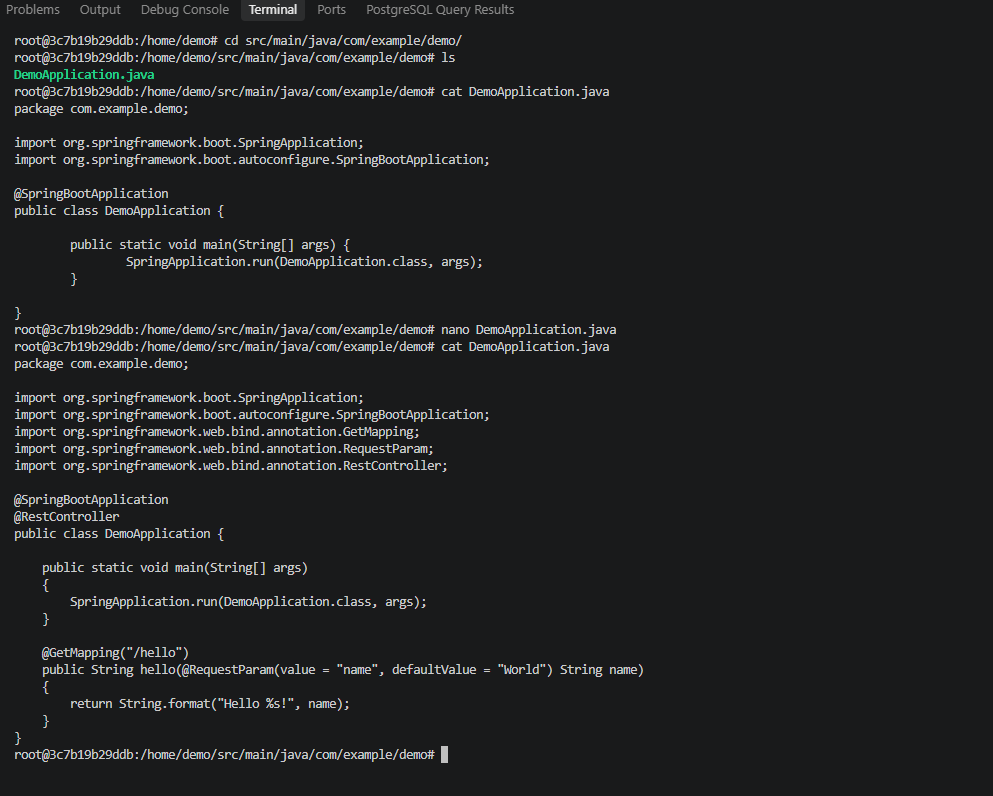 Problems Output Debug Console Terminal Ports PostgreSQL Query Results
root@3c7b19b29ddb:/home/demo# cd src/main/java/com/example/demo/
root@3c7b19b29ddb:/home/demo/src/main/java/com/example/demo# ls
DemoApplication.java
root@3c7b19b29ddb:/home/demo/src/main/java/com/example/demo# cat DemoApplication.java
package com.example.demo;

import org.springframework.boot.SpringApplication;
import org.springframework.boot.autoconfigure.SpringBootApplication;

@SpringBootApplication
public class DemoApplication {

        public static void main(String[] args) {
                SpringApplication.run(DemoApplication.class, args);
        }

}
root@3c7b19b29ddb:/home/demo/src/main/java/com/example/demo# nano DemoApplication.java
root@3c7b19b29ddb:/home/demo/src/main/java/com/example/demo# cat DemoApplication.java
package com.example.demo;

import org.springframework.boot.SpringApplication;
import org.springframework.boot.autoconfigure.SpringBootApplication;
import org.springframework.web.bind.annotation.GetMapping;
import org.springframework.web.bind.annotation.RequestParam;
import org.springframework.web.bind.annotation.RestController;

@SpringBootApplication
@RestController
public class DemoApplication {

    public static void main(String[] args)
    {
        SpringApplication.run(DemoApplication.class, args);
    }

    @GetMapping("/hello")
    public String hello(@RequestParam(value = "name", defaultValue = "World") String name)
    {
        return String.format("Hello %s!", name);
    }
}
root@3c7b19b29ddb:/home/demo/src/main/java/com/example/demo#